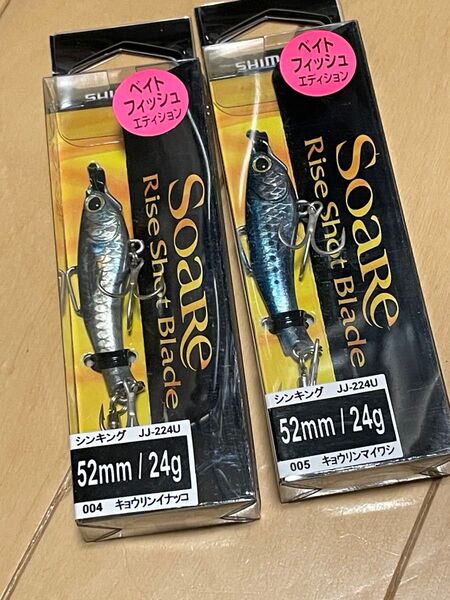 SHIM
ベイト
フィッシュ
エディション
Soare
Rise Shot Blade
シンキング JJ-224U
52mm / 24g
004 キョウリンイナッコ
SHIM
ベイト
フィッシュ
エディション
Soare
Rise Shot Blade
シンキング JJ-224U
52mm / 24g
005 キョウリンマイワシ